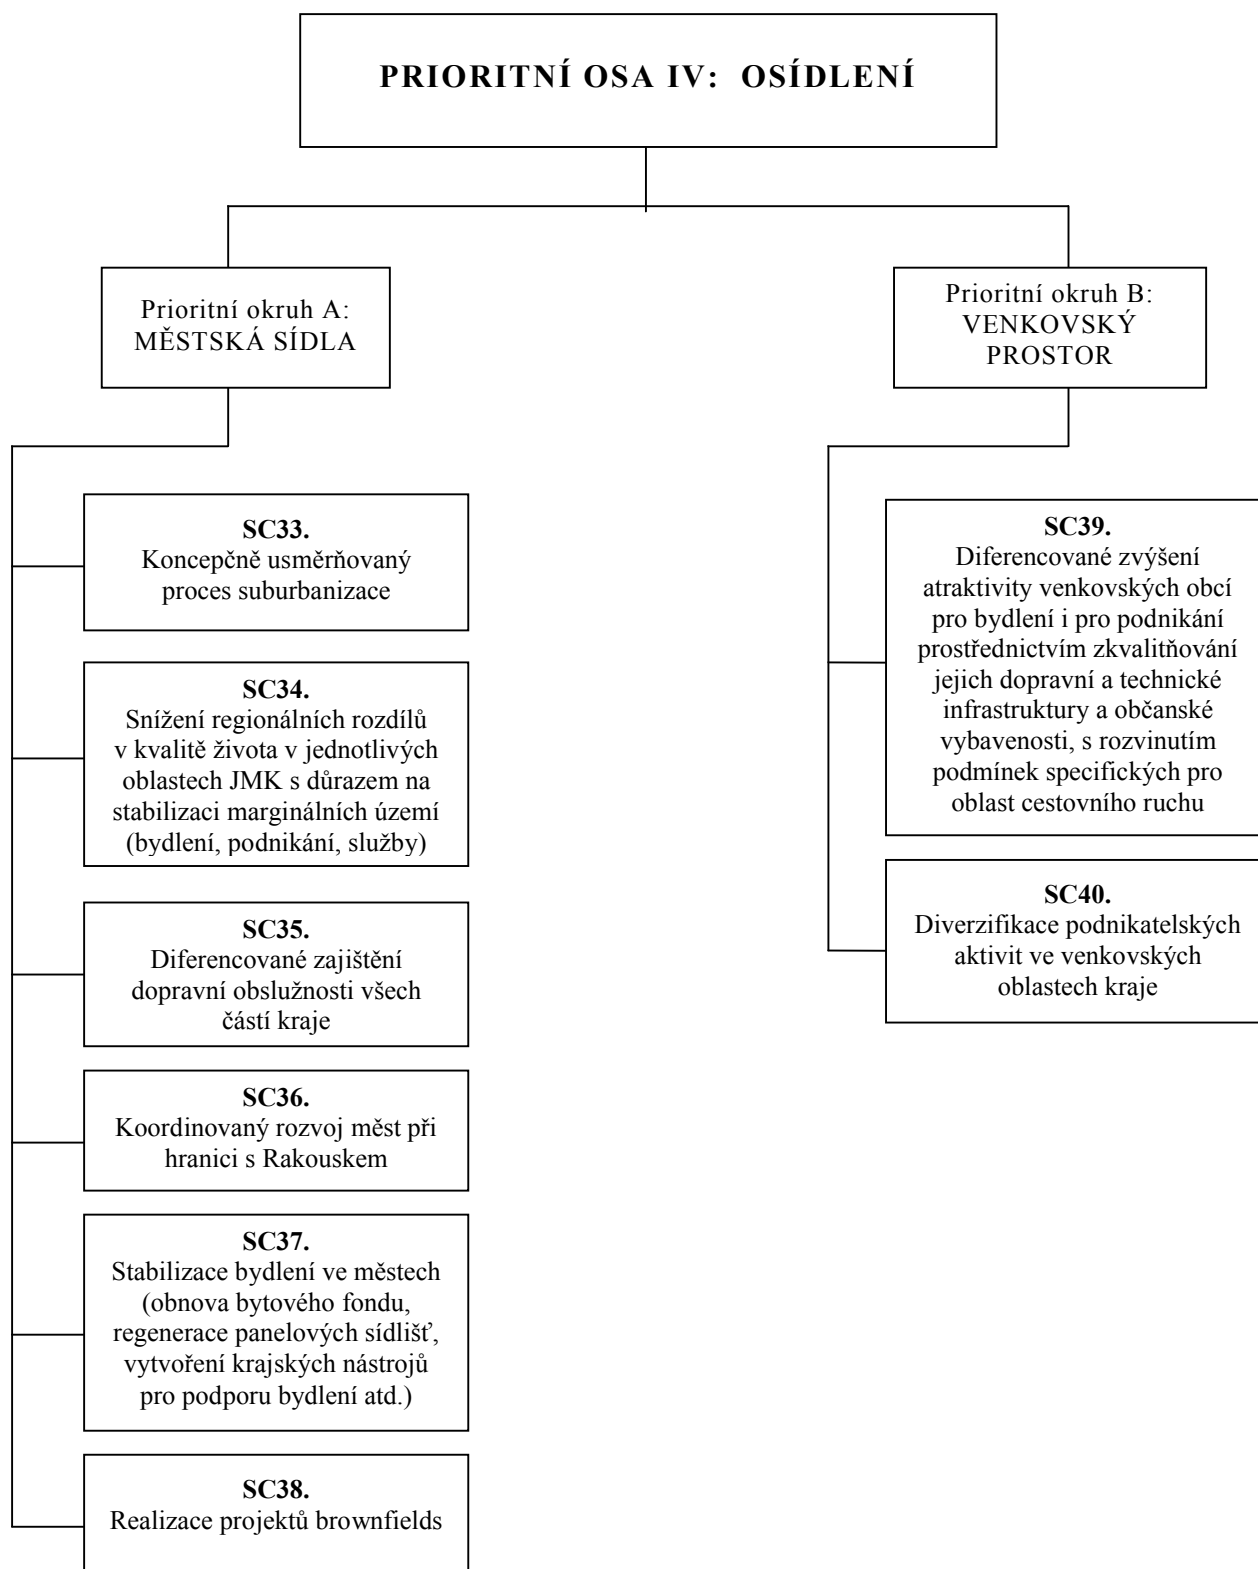 PRIORITNÍ OSA IV: OSÍDLENÍ
Prioritní okruh A:
MĚSTSKÁ SÍDLA
SC33.
Koncepčně usměrňovaný
proces suburbanizace
SC34.
Snížení regionálních rozdílů
v kvalitě života v jednotlivých
oblastech JMK s důrazem na
stabilizaci marginálních území
(bydlení, podnikání, služby)
SC35.
Diferencované zajištění
dopravní obslužnosti všech
částí kraje
SC36.
Koordinovaný rozvoj měst při
hranici s Rakouskem
SC37.
Stabilizace bydlení ve městech
(obnova bytového fondu,
regenerace panelových sídlišť,
vytvoření krajských nástrojů
pro podporu bydlení atd.)
SC38.
Realizace projektů brownfields
Prioritní okruh B:
VENKOVSKÝ
PROSTOR
SC39.
Diferencované zvýšení
atraktivity venkovských obcí
pro bydlení i pro podnikání
prostřednictvím zkvalitňování
jejich dopravní a technické
infrastruktury a občanské
vybavenosti, s rozvinutím
podmínek specifických pro
oblast cestovního ruchu
SC40.
Diverzifikace podnikatelských
aktivit ve venkovských
oblastech kraje